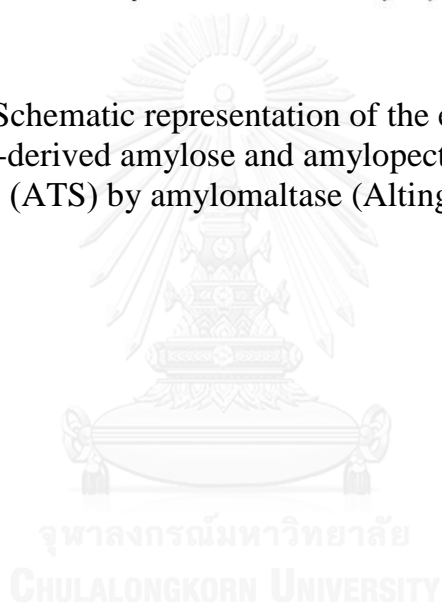 Schematic representation of the
-derived amylose and amylopect
(ATS) by amylomaltase (Alting
จุฬาลงกรณ์มหาวิทยาลัย
CHULALONGKORN UNIVERSITY